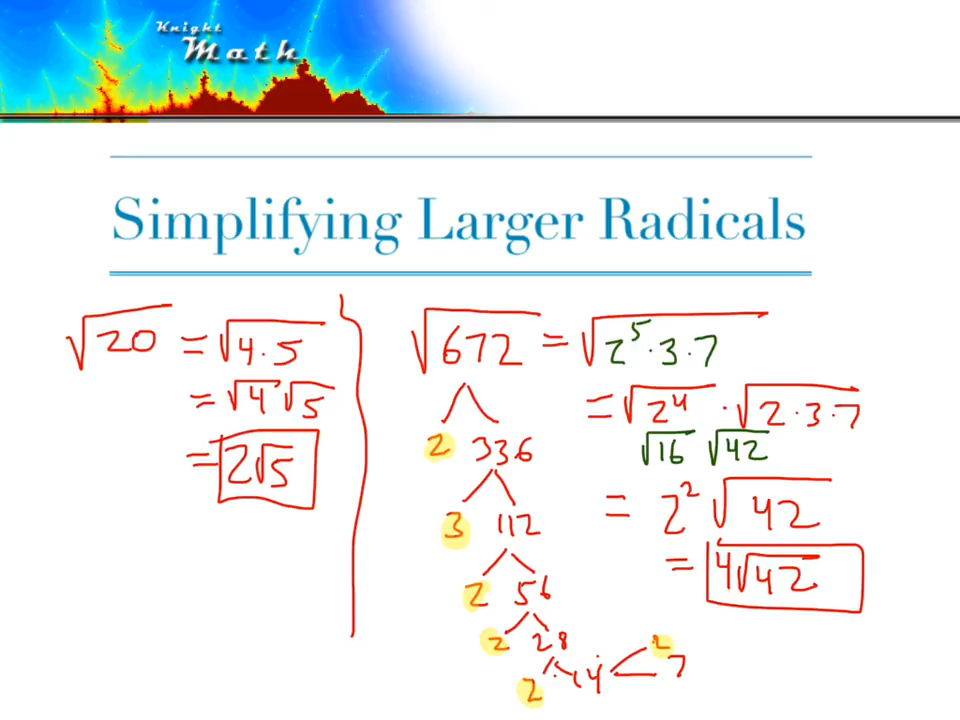 Knight
Math
Simplifying Larger Radicals
√20 = √4·5
= √4 √5
= 2√5
√672 = √2⁵·3·7
2 336
3 112
2 56
2 28
2 14
2
7
= √2⁴ · √2·3·7
√16 √42
= 2² √42
= 4√42